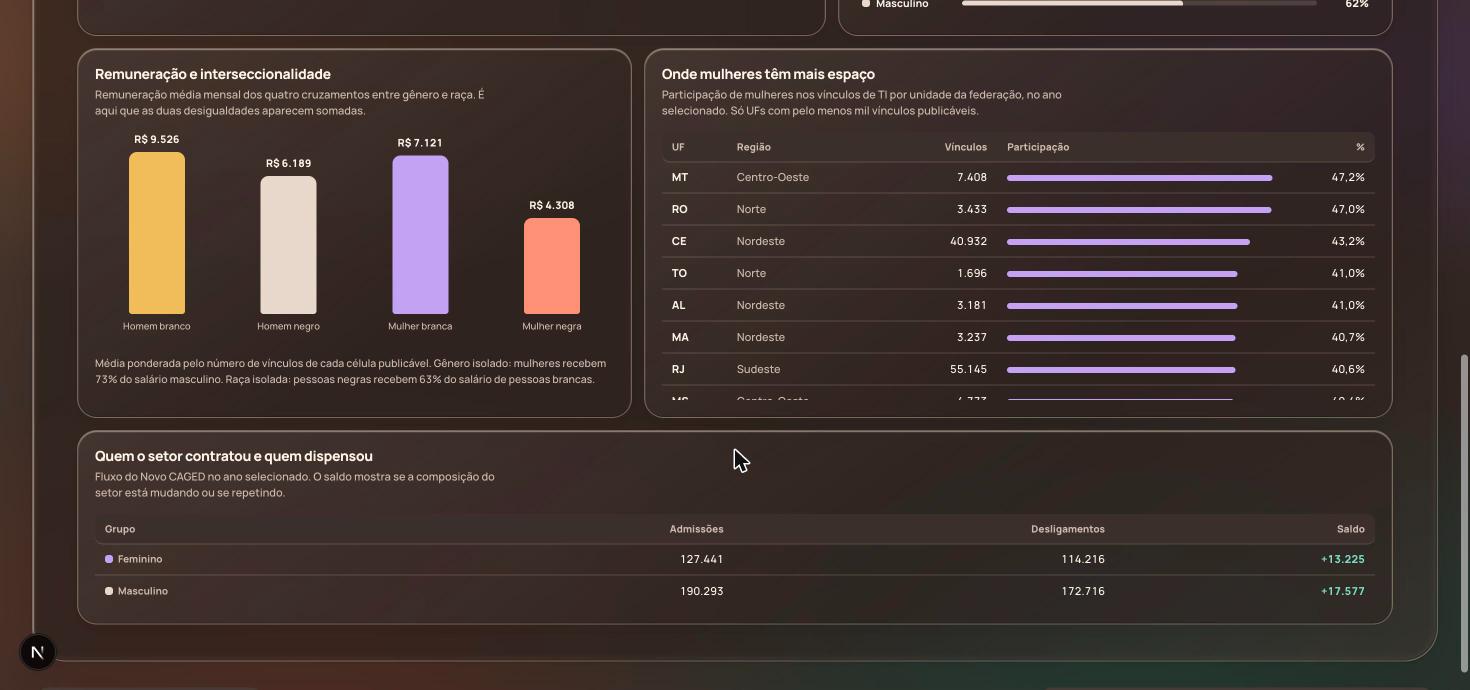 Masculino 62%
Remuneração e interseccionalidade
Remuneração média mensal dos quatro cruzamentos entre gênero e raça. É
aqui que as duas desigualdades aparecem somadas.
R$ 9.526
R$ 6.189
R$ 7.121
R$ 4.308
Homem branco
Homem negro
Mulher branca
Mulher negra
Média ponderada pelo número de vínculos de cada célula publicável. Gênero isolado: mulheres recebem
73% do salário masculino. Raça isolada: pessoas negras recebem 63% do salário de pessoas brancas.
Onde mulheres têm mais espaço
Participação de mulheres nos vínculos de TI por unidade da federação, no ano
selecionado. Só UFs com pelo menos mil vínculos publicáveis.
UF Região Vínculos Participação %
MT Centro-Oeste 7.408 47,2%
RO Norte 3.433 47,0%
CE Nordeste 40.932 43,2%
TO Norte 1.696 41,0%
AL Nordeste 3.181 41,0%
MA Nordeste 3.237 40,7%
RJ Sudeste 55.145 40,6%
MS Centro-Oeste
Quem o setor contratou e quem dispensou
Fluxo do Novo CAGED no ano selecionado. O saldo mostra se a composição do
setor está mudando ou se repetindo.
Grupo Admissões Desligamentos Saldo
Feminino 127.441 114.216 +13.225
Masculino 190.293 172.716 +17.577
N